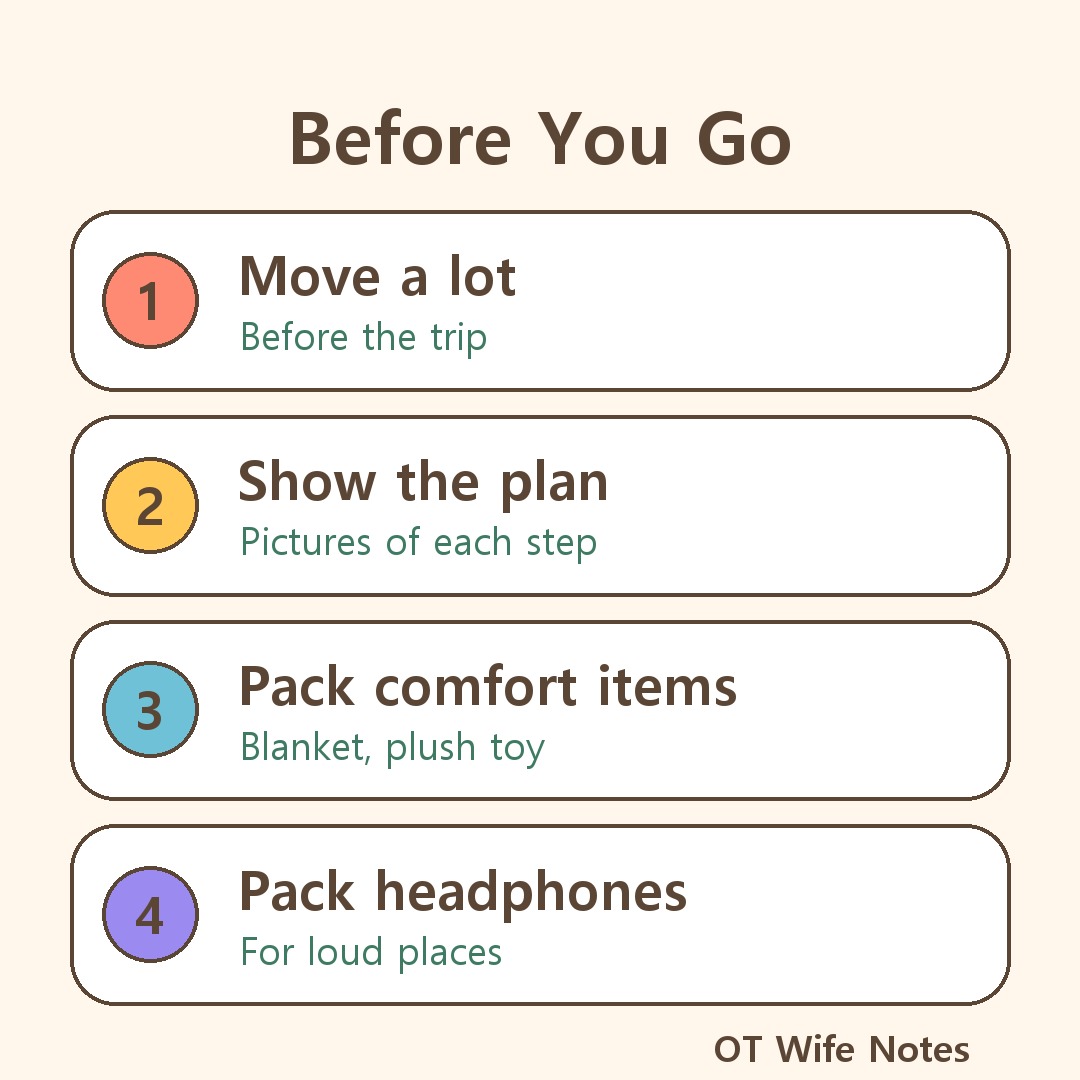 Before You Go
1
Move a lot
Before the trip
2
Show the plan
Pictures of each step
3
Pack comfort items
Blanket, plush toy
4
Pack headphones
For loud places
OT Wife Notes